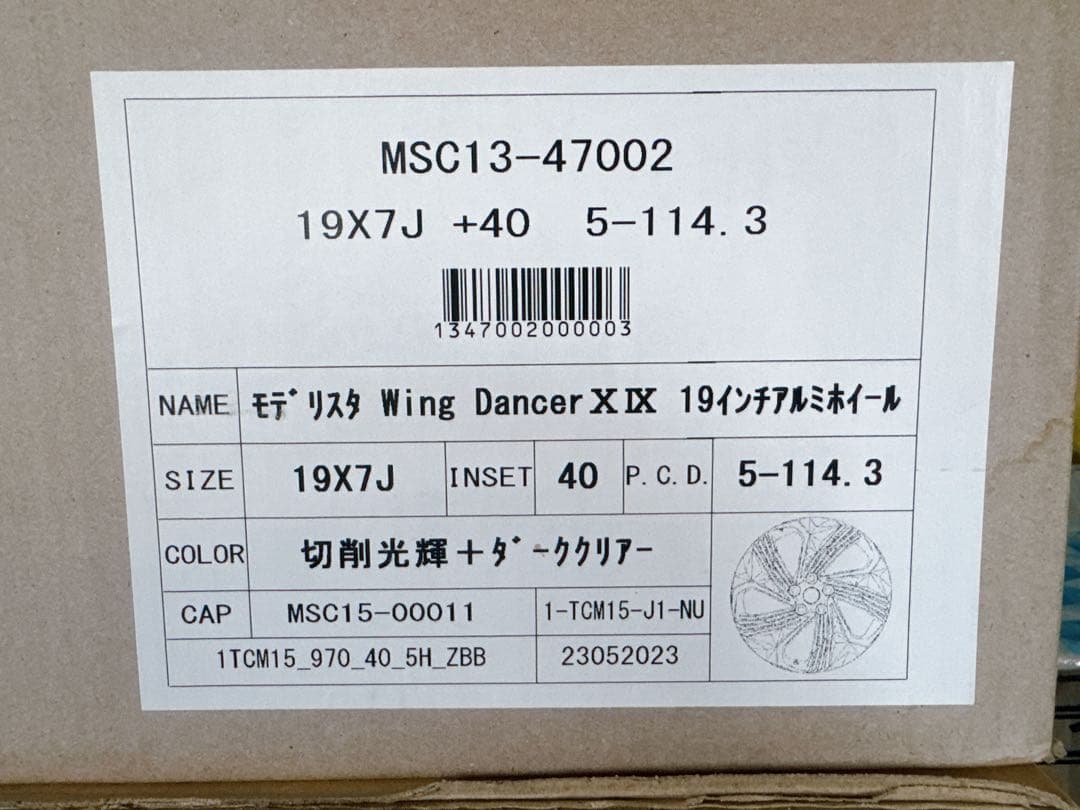 MSC13-47002
19X7J +40 5-114.3
1347002000003
NAME ﾓﾃﾞﾘｽﾀ Wing DancerⅩⅨ 19ｲﾝﾁｱﾙﾐﾎｲｰﾙ
SIZE 19X7J INSET 40 P.C.D. 5-114.3
COLOR 切削光輝＋ﾀﾞｰｸクリアー
CAP MSC15-00011 1-TCM15-J1-NU
1TCM15_970_40_5H_ZBB 23052023